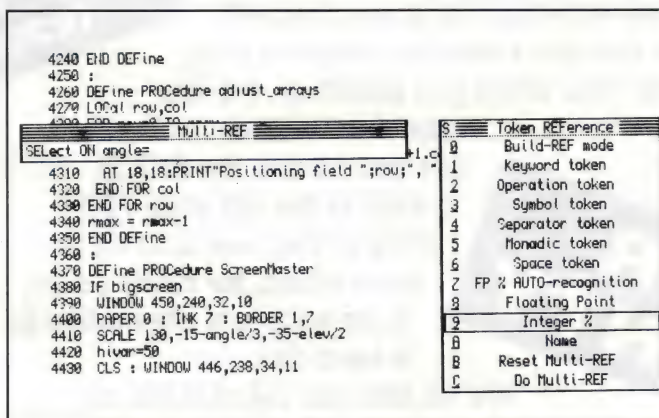 4240 END DEFine
4250 :
4260 DEFine PROCedure adjust_arrays
4270 LOCal row,col
Multi-REF
SELect ON angle=
4310 AT 18,18:PRINT"Positioning field ";row;", "
4320 END FOR col
4330 END FOR row
4340 rmax = rmax-1
4350 END DEFine
4360 :
4370 DEFine PROCedure ScreenMaster
4380 IF bigscreen
4390 WINDOW 450,240,32,10
4400 PAPER 0 : INK 7 : BORDER 1,7
4410 SCALE 130,-15-angle/3,-35-elev/2
4420 hivar=50
4430 CLS : WINDOW 446,238,34,11
S Token REFerence
0 Build-REF mode
1 Keyword token
2 Operation token
3 Symbol token
4 Separator token
5 Monadic token
6 Space token
7 FP % AUTO-recognition
8 Floating Point
9 Integer %
A Name
B Reset Multi-REF
C Do Multi-REF